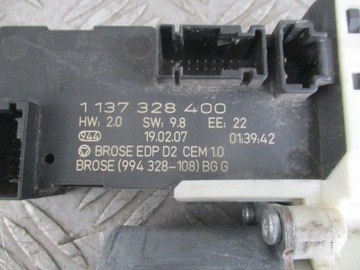 1 137 328 400
HW: 2.0 SW: 9.8 EE: 22
944 19.02.07 01:39:42
BROSE EDP D2 CEM 1.0
BROSE (994 328-108) BG G